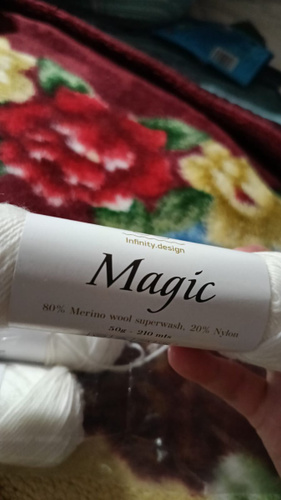 Infinity.design
Magic
80% Merino wool superwash, 20% Nylon
50g - 210 mts